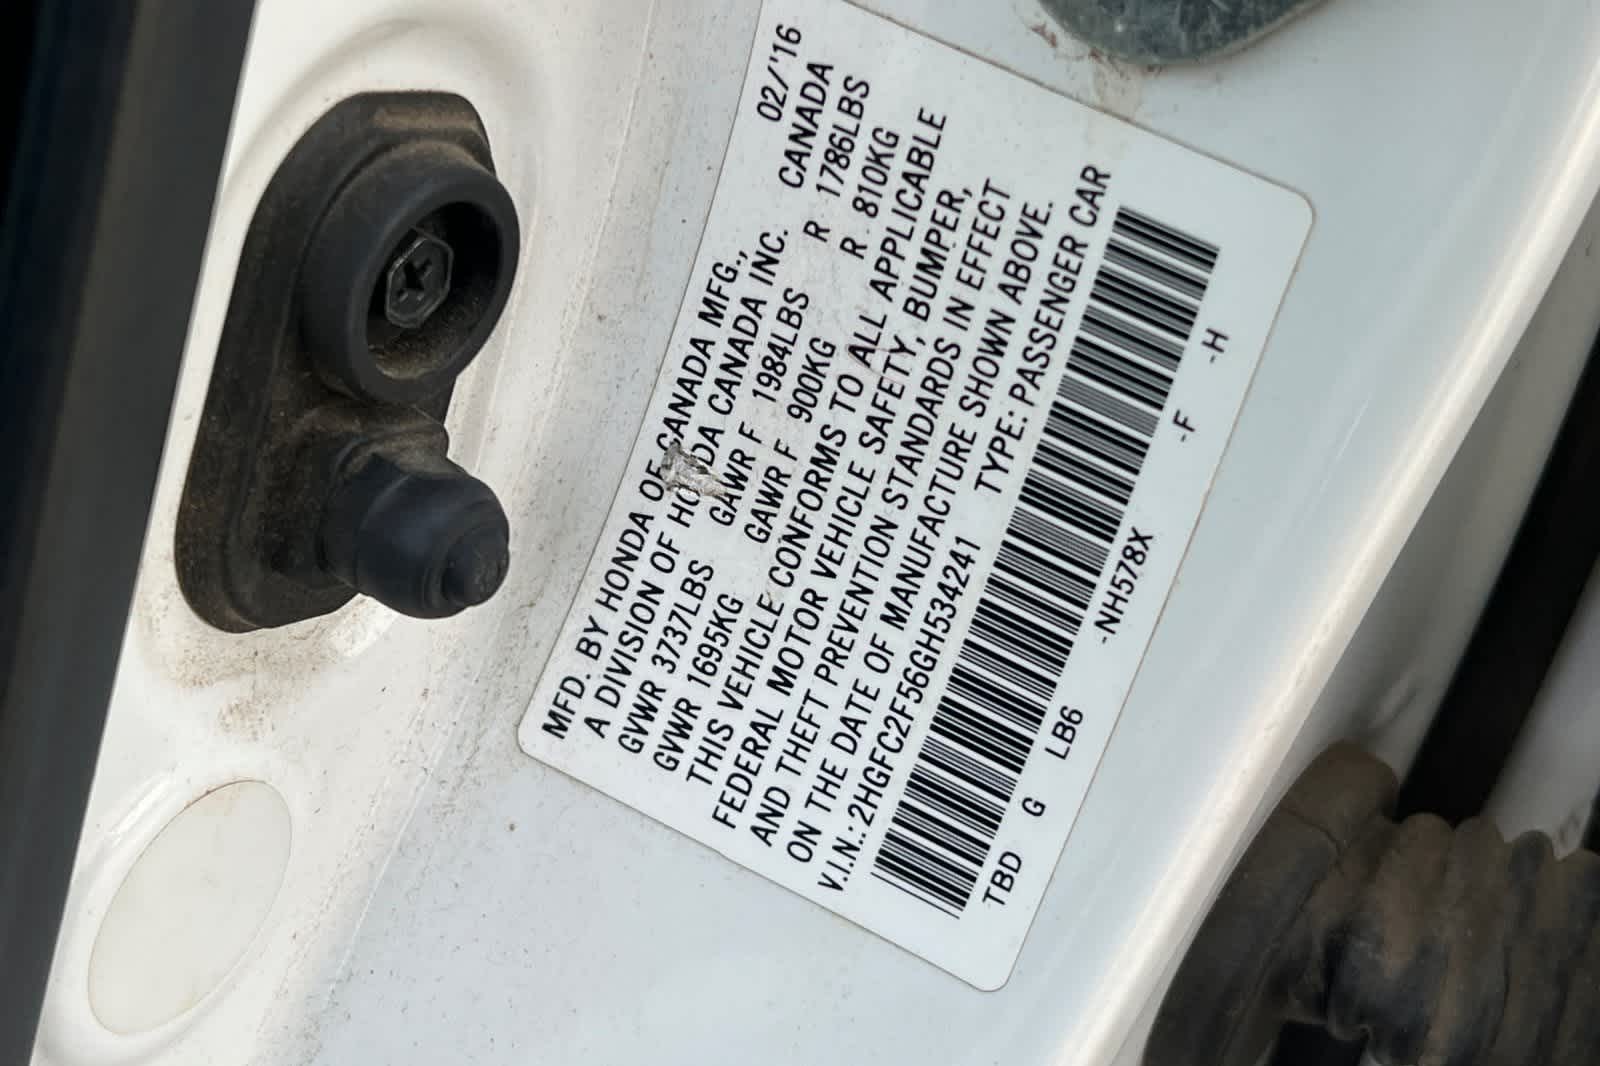 02/'16
MFD. BY HONDA OF CANADA MFG.,
A DIVISION OF HONDA CANADA INC. CANADA
GVWR 3737LBS GAWR F 1984LBS R 1786LBS
GVWR 1695KG GAWR F 900KG R 810KG
THIS VEHICLE CONFORMS TO ALL APPLICABLE
FEDERAL MOTOR VEHICLE SAFETY, BUMPER,
AND THEFT PREVENTION STANDARDS IN EFFECT
ON THE DATE OF MANUFACTURE SHOWN ABOVE.
V.I.N.: 2HGFC2F56GH534241 TYPE: PASSENGER CAR
TBD G LB6 -NH578X -F -H